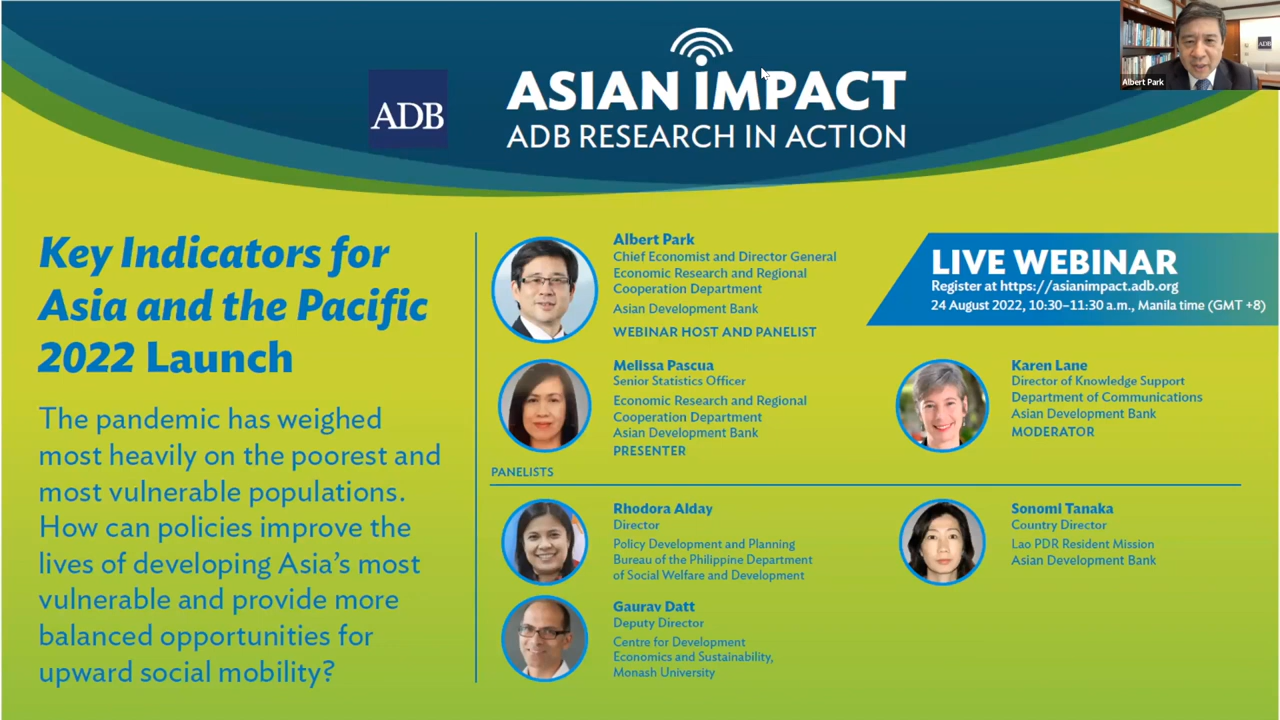 ADB
ASIAN IMPACT
ADB RESEARCH IN ACTION
ADB
Albert Park
Key Indicators for
Asia and the Pacific
2022 Launch
The pandemic has weighed
most heavily on the poorest and
most vulnerable populations.
How can policies improve the
lives of developing Asia's most
vulnerable and provide more
balanced opportunities for
upward social mobility?
Albert Park
Chief Economist and Director General
Economic Research and Regional
Cooperation Department
Asian Development Bank
WEBINAR HOST AND PANELIST
LIVE WEBINAR
Register at https://asianimpact.adb.org
24 August 2022, 10:30–11:30 a.m., Manila time (GMT +8)
Melissa Pascua
Senior Statistics Officer
Economic Research and Regional
Cooperation Department
Asian Development Bank
PRESENTER
Karen Lane
Director of Knowledge Support
Department of Communications
Asian Development Bank
MODERATOR
PANELISTS
Rhodora Alday
Director
Policy Development and Planning
Bureau of the Philippine Department
of Social Welfare and Development
Sonomi Tanaka
Country Director
Lao PDR Resident Mission
Asian Development Bank
Gaurav Datt
Deputy Director
Centre for Development
Economics and Sustainability,
Monash University